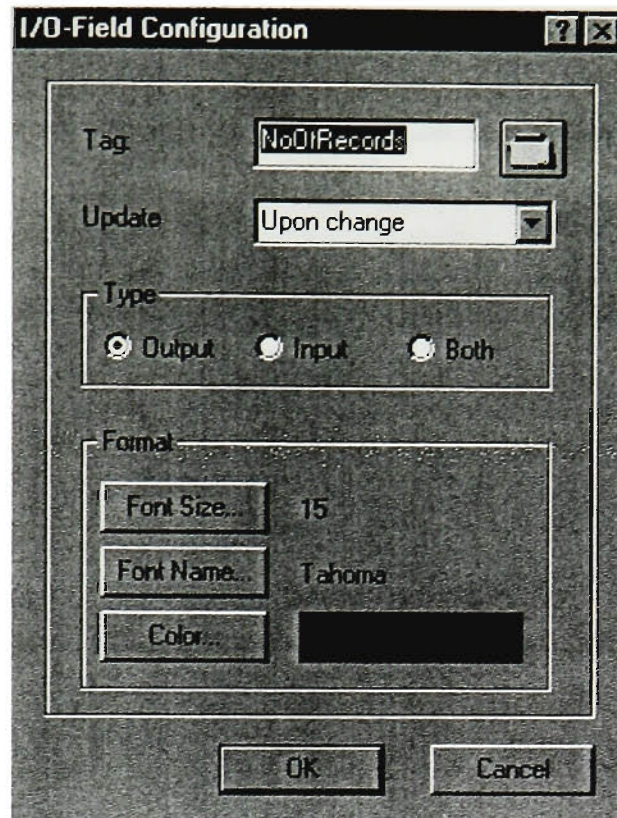 I/O-Field Configuration
Tag:
NoOfRecords
Update
Upon change
Type
Output Input Both
Format
Font Size... 15
Font Name... Tahoma
Color...
OK Cancel